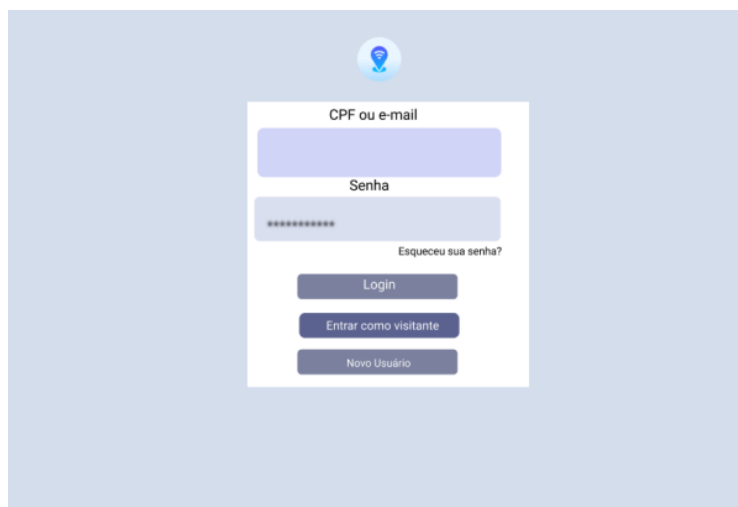 CPF ou e-mail
Senha
***********
Esqueceu sua senha?
Login
Entrar como visitante
Novo Usuário